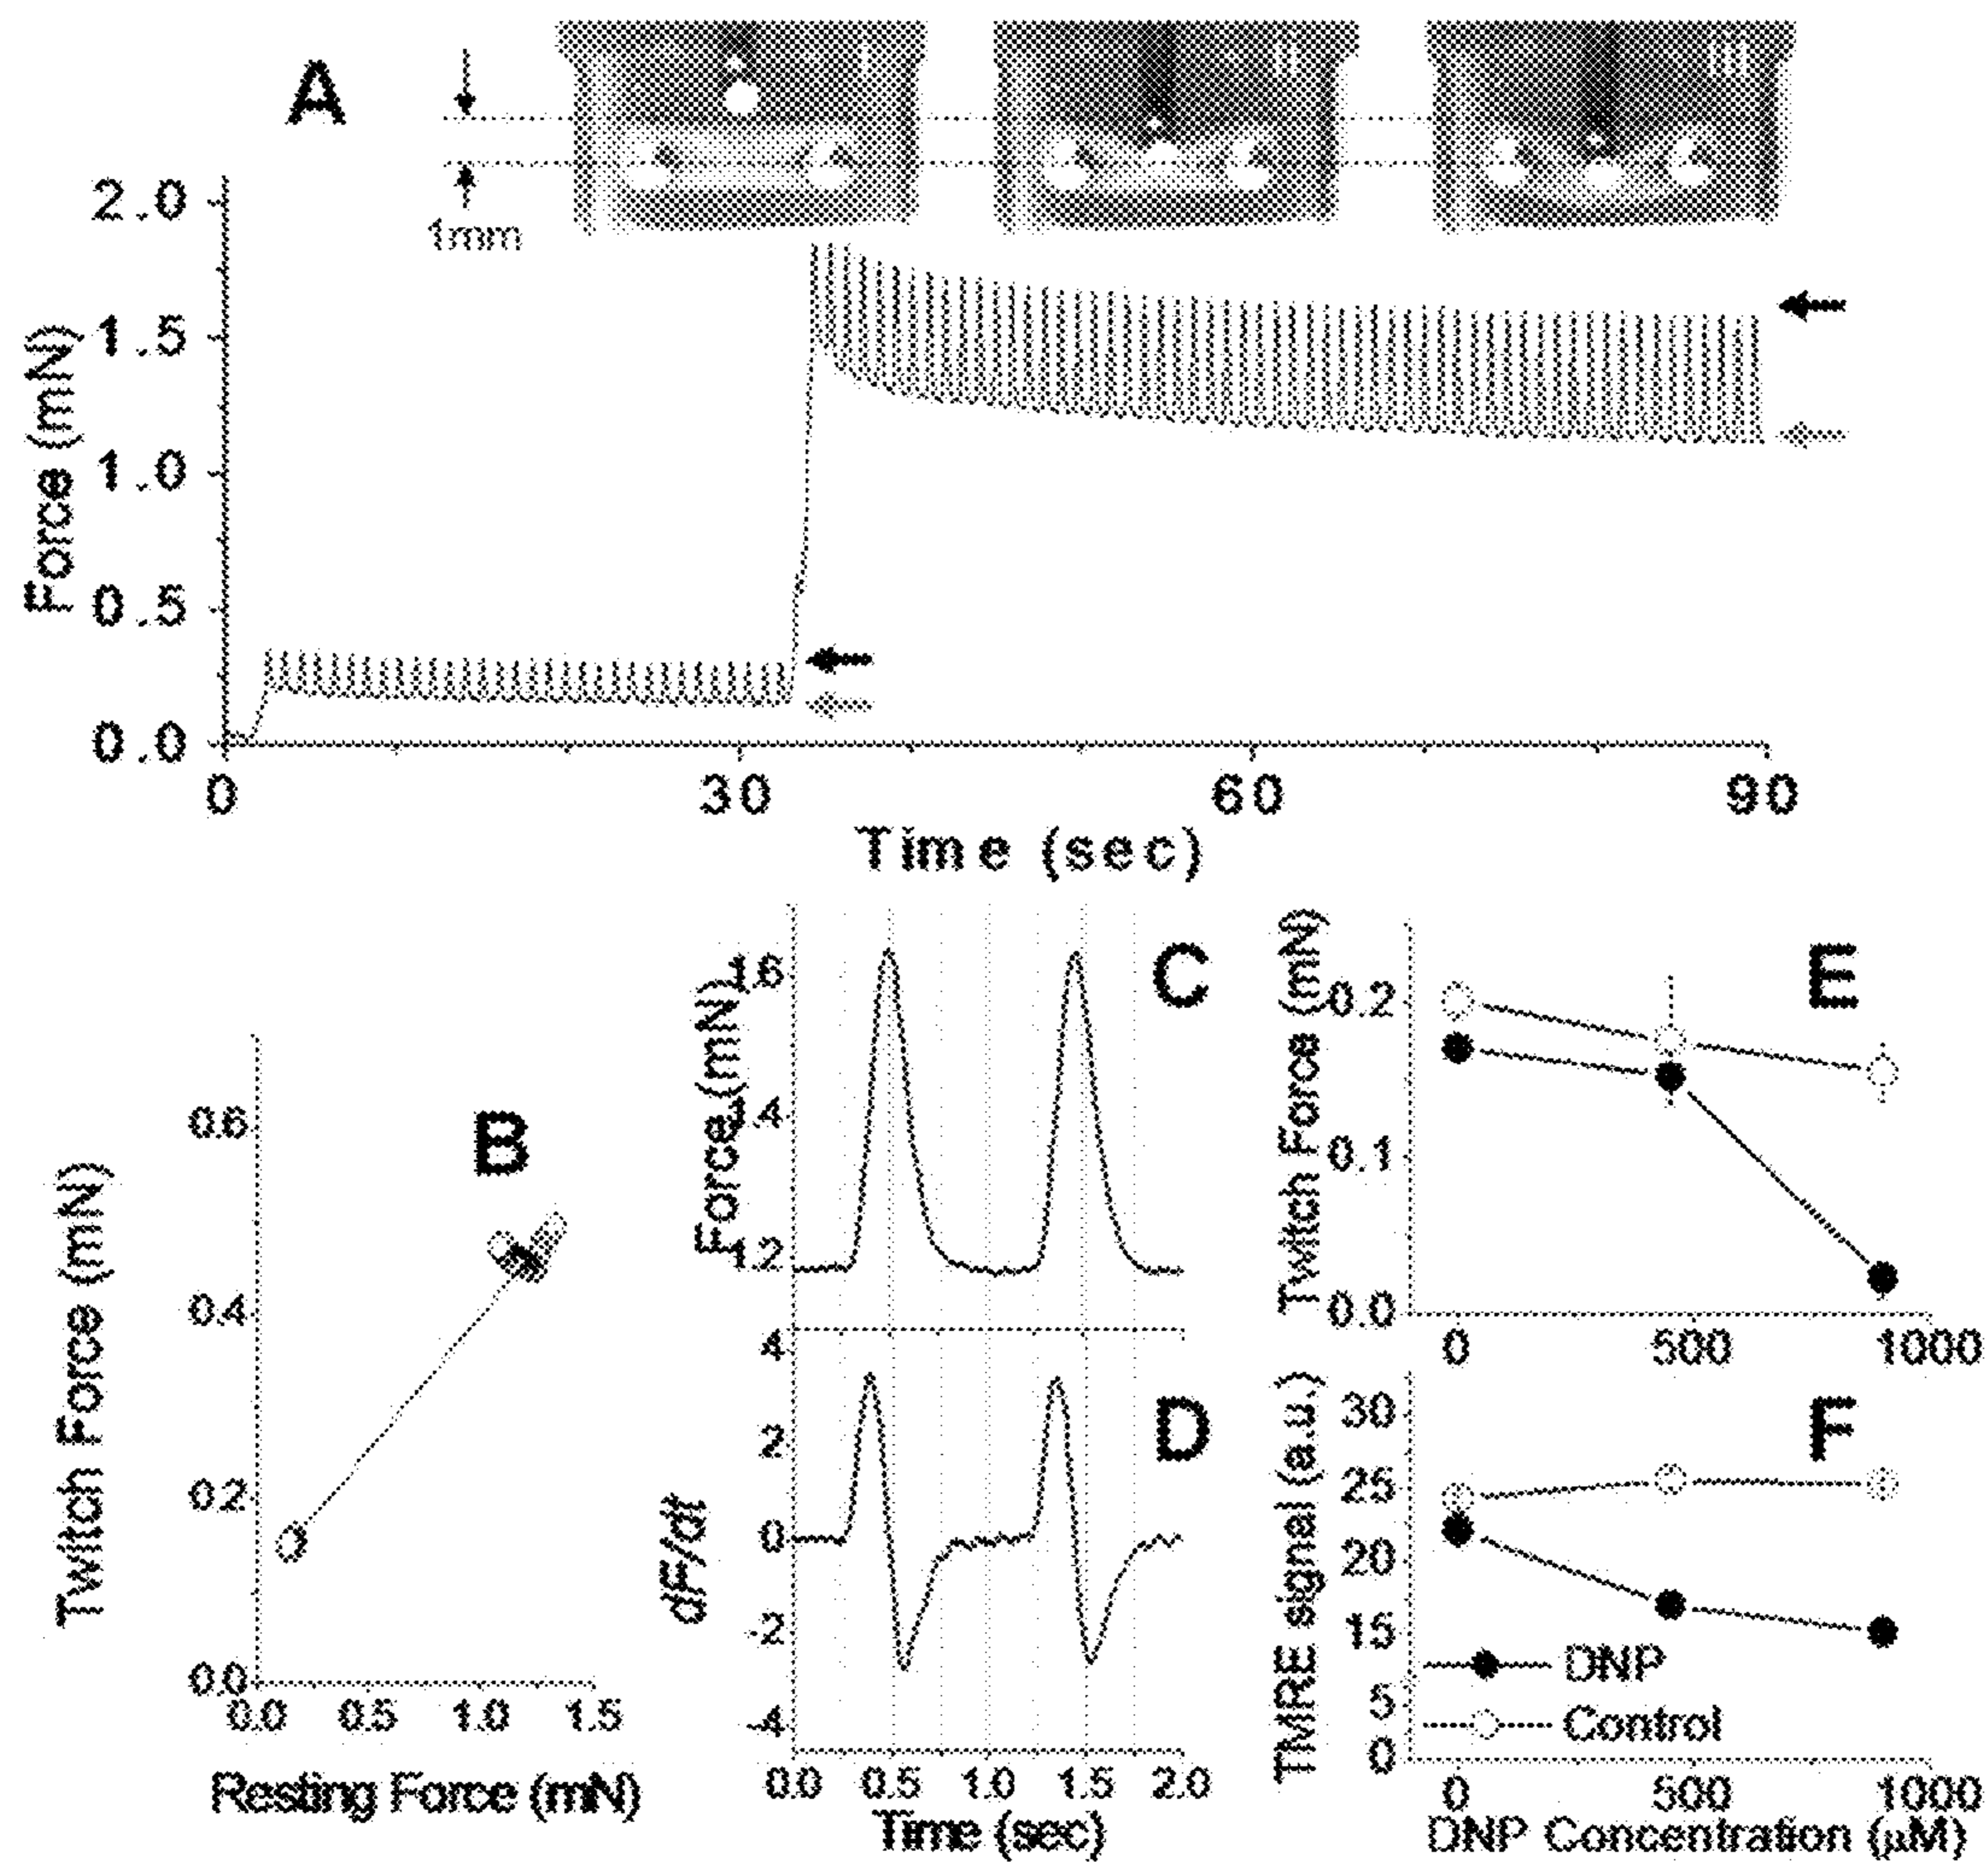 A
i
ii
iii
1mm
Force (mN)
2.0
1.5
1.0
0.5
0.0
0
30
60
90
Time (sec)
B
Twitch Force (mN)
0.6
0.4
0.2
0.0
0.0
0.5
1.0
1.5
Resting Force (mN)
C
Force (mN)
1.6
1.4
1.2
D
dF/dt
4
2
0
-2
-4
0.0
0.5
1.0
1.5
2.0
Time (sec)
E
Twitch Force (mN)
0.2
0.1
0.0
0
500
1000
F
TMRE signal (a.u.)
30
25
20
15
5
0
DNP
Control
0
500
1000
DNP Concentration (µM)